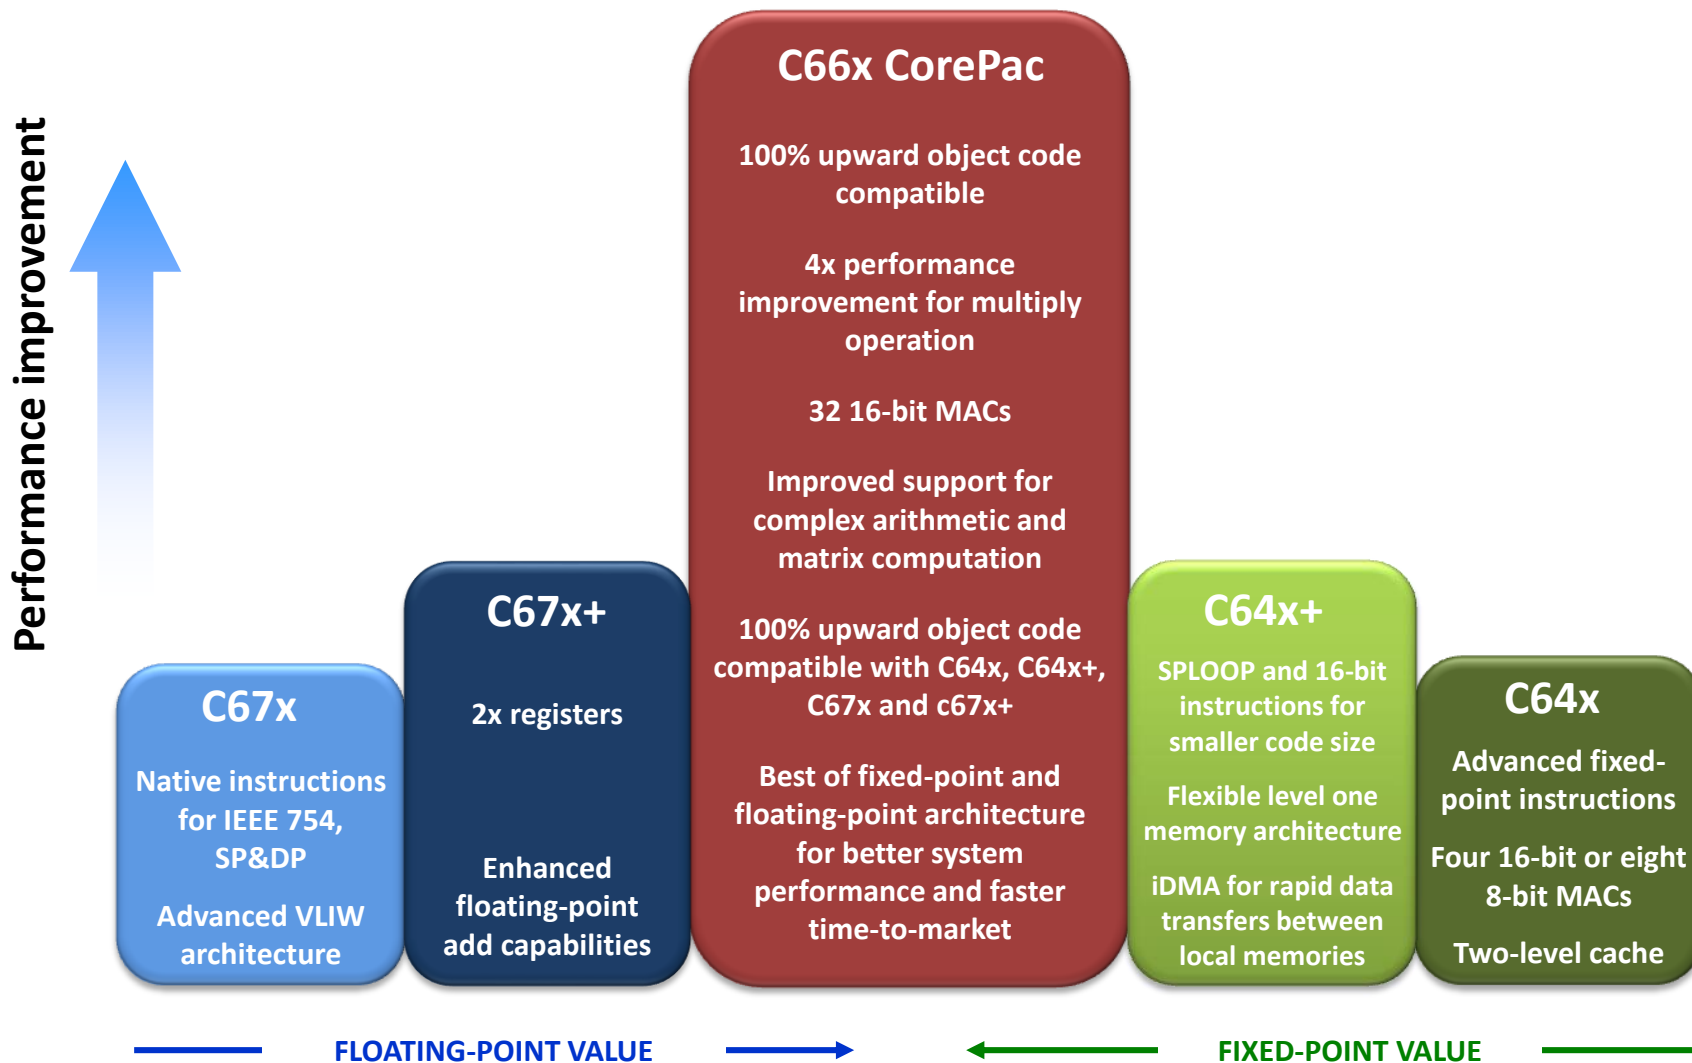 Performance improvement
C67x
Native instructions
for IEEE 754,
SP&DP
Advanced VLIW
architecture
C67x+
2x registers
Enhanced
floating-point
add capabilities
C66x CorePac
100% upward object code
compatible
4x performance
improvement for multiply
operation
32 16-bit MACs
Improved support for
complex arithmetic and
matrix computation
100% upward object code
compatible with C64x, C64x+,
C67x and c67x+
Best of fixed-point and
floating-point architecture
for better system
performance and faster
time-to-market
C64x+
SPLOOP and 16-bit
instructions for
smaller code size
Flexible level one
memory architecture
iDMA for rapid data
transfers between
local memories
C64x
Advanced fixed-
point instructions
Four 16-bit or eight
8-bit MACs
Two-level cache
FLOATING-POINT VALUE
FIXED-POINT VALUE